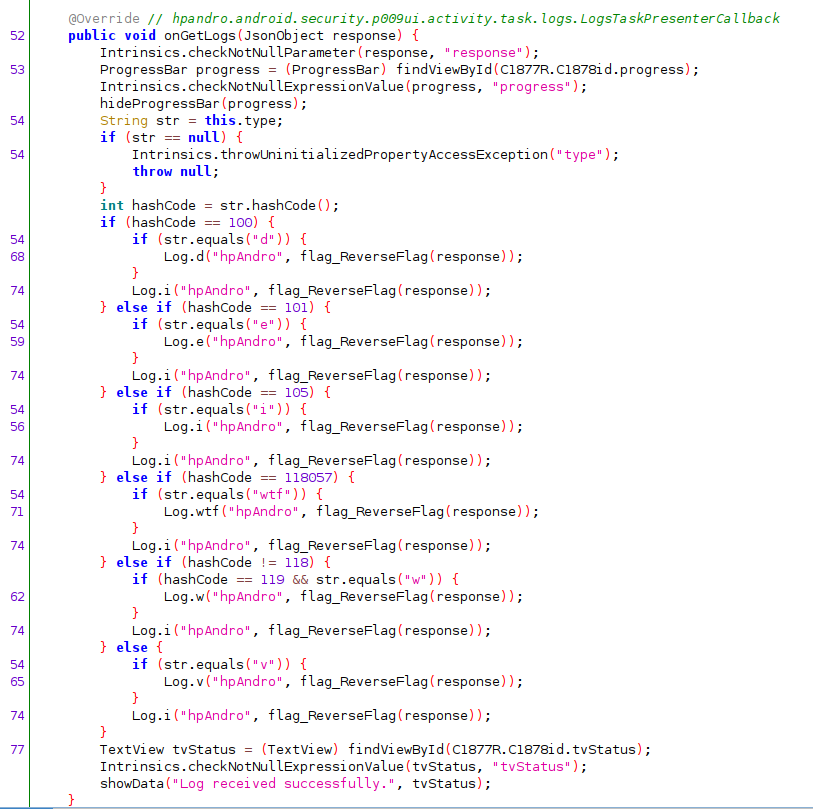 @Override // hpandro.android.security.p009ui.activity.task.logs.LogsTaskPresenterCallback
52 public void onGetLogs(JsonObject response) {
Intrinsics.checkNotNullParameter(response, "response");
53 ProgressBar progress = (ProgressBar) findViewById(C1877R.C1878id.progress);
Intrinsics.checkNotNullExpressionValue(progress, "progress");
hideProgressBar(progress);
54 String str = this.type;
if (str == null) {
54 Intrinsics.throwUninitializedPropertyAccessException("type");
throw null;
}
int hashCode = str.hashCode();
if (hashCode == 100) {
54 if (str.equals("d")) {
68 Log.d("hpAndro", flag_ReverseFlag(response));
}
74 Log.i("hpAndro", flag_ReverseFlag(response));
} else if (hashCode == 101) {
54 if (str.equals("e")) {
59 Log.e("hpAndro", flag_ReverseFlag(response));
}
74 Log.i("hpAndro", flag_ReverseFlag(response));
} else if (hashCode == 105) {
54 if (str.equals("i")) {
56 Log.i("hpAndro", flag_ReverseFlag(response));
}
74 Log.i("hpAndro", flag_ReverseFlag(response));
} else if (hashCode == 118057) {
54 if (str.equals("wtf")) {
71 Log.wtf("hpAndro", flag_ReverseFlag(response));
}
74 Log.i("hpAndro", flag_ReverseFlag(response));
} else if (hashCode != 118) {
if (hashCode == 119 && str.equals("w")) {
62 Log.w("hpAndro", flag_ReverseFlag(response));
}
74 Log.i("hpAndro", flag_ReverseFlag(response));
} else {
54 if (str.equals("v")) {
65 Log.v("hpAndro", flag_ReverseFlag(response));
}
74 Log.i("hpAndro", flag_ReverseFlag(response));
}
77 TextView tvStatus = (TextView) findViewById(C1877R.C1878id.tvStatus);
Intrinsics.checkNotNullExpressionValue(tvStatus, "tvStatus");
showData("Log received successfully.", tvStatus);
}